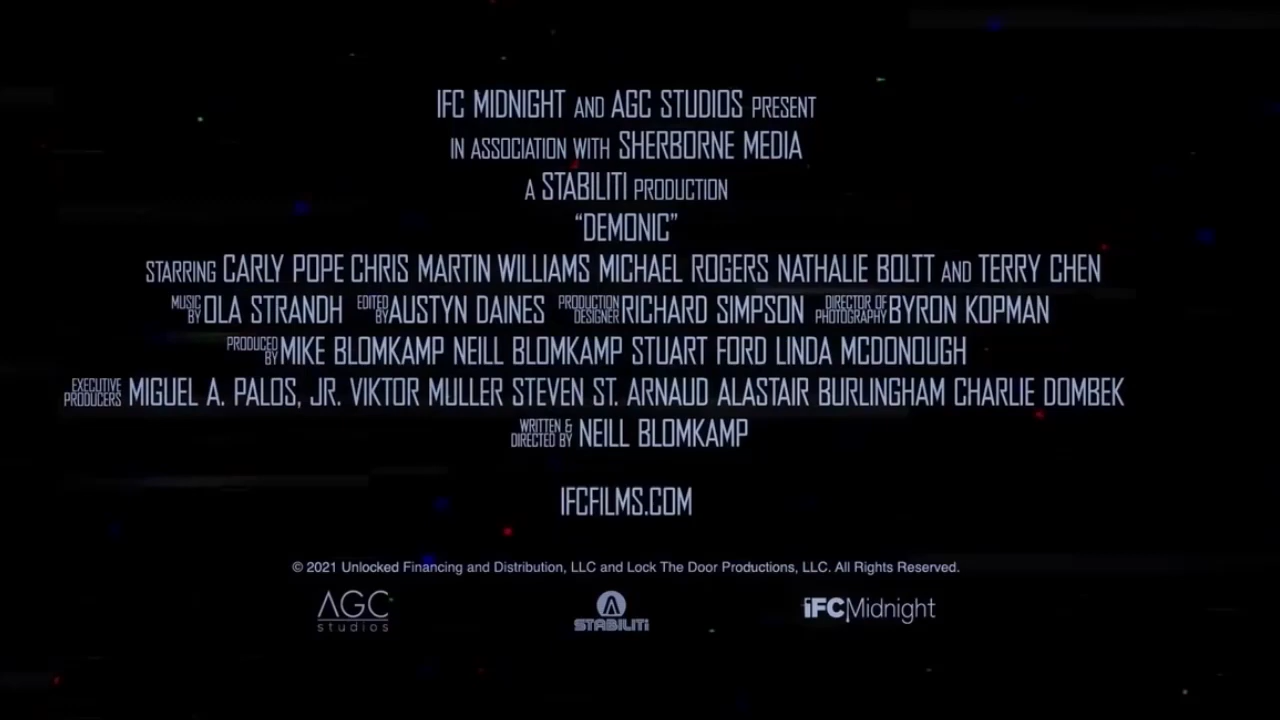 IFC MIDNIGHT AND AGC STUDIOS PRESENT
IN ASSOCIATION WITH SHERBORNE MEDIA
A STABILITI PRODUCTION
“DEMONIC”
STARRING CARLY POPE CHRIS MARTIN WILLIAMS MICHAEL ROGERS NATHALIE BOLTT AND TERRY CHEN
MUSIC BY OLA STRANDH EDITED BY AUSTYN DAINES PRODUCTION DESIGNER RICHARD SIMPSON DIRECTOR OF PHOTOGRAPHY BYRON KOPMAN
PRODUCED BY MIKE BLOMKAMP NEILL BLOMKAMP STUART FORD LINDA MCDONOUGH
EXECUTIVE PRODUCERS MIGUEL A. PALOS, JR. VIKTOR MULLER STEVEN ST. ARNAUD ALASTAIR BURLINGHAM CHARLIE DOMBEK
WRITTEN & DIRECTED BY NEILL BLOMKAMP
IFCFILMS.COM
© 2021 Unlocked Financing and Distribution, LLC and Lock The Door Productions, LLC. All Rights Reserved.
AGC studios STABILITi iFC Midnight